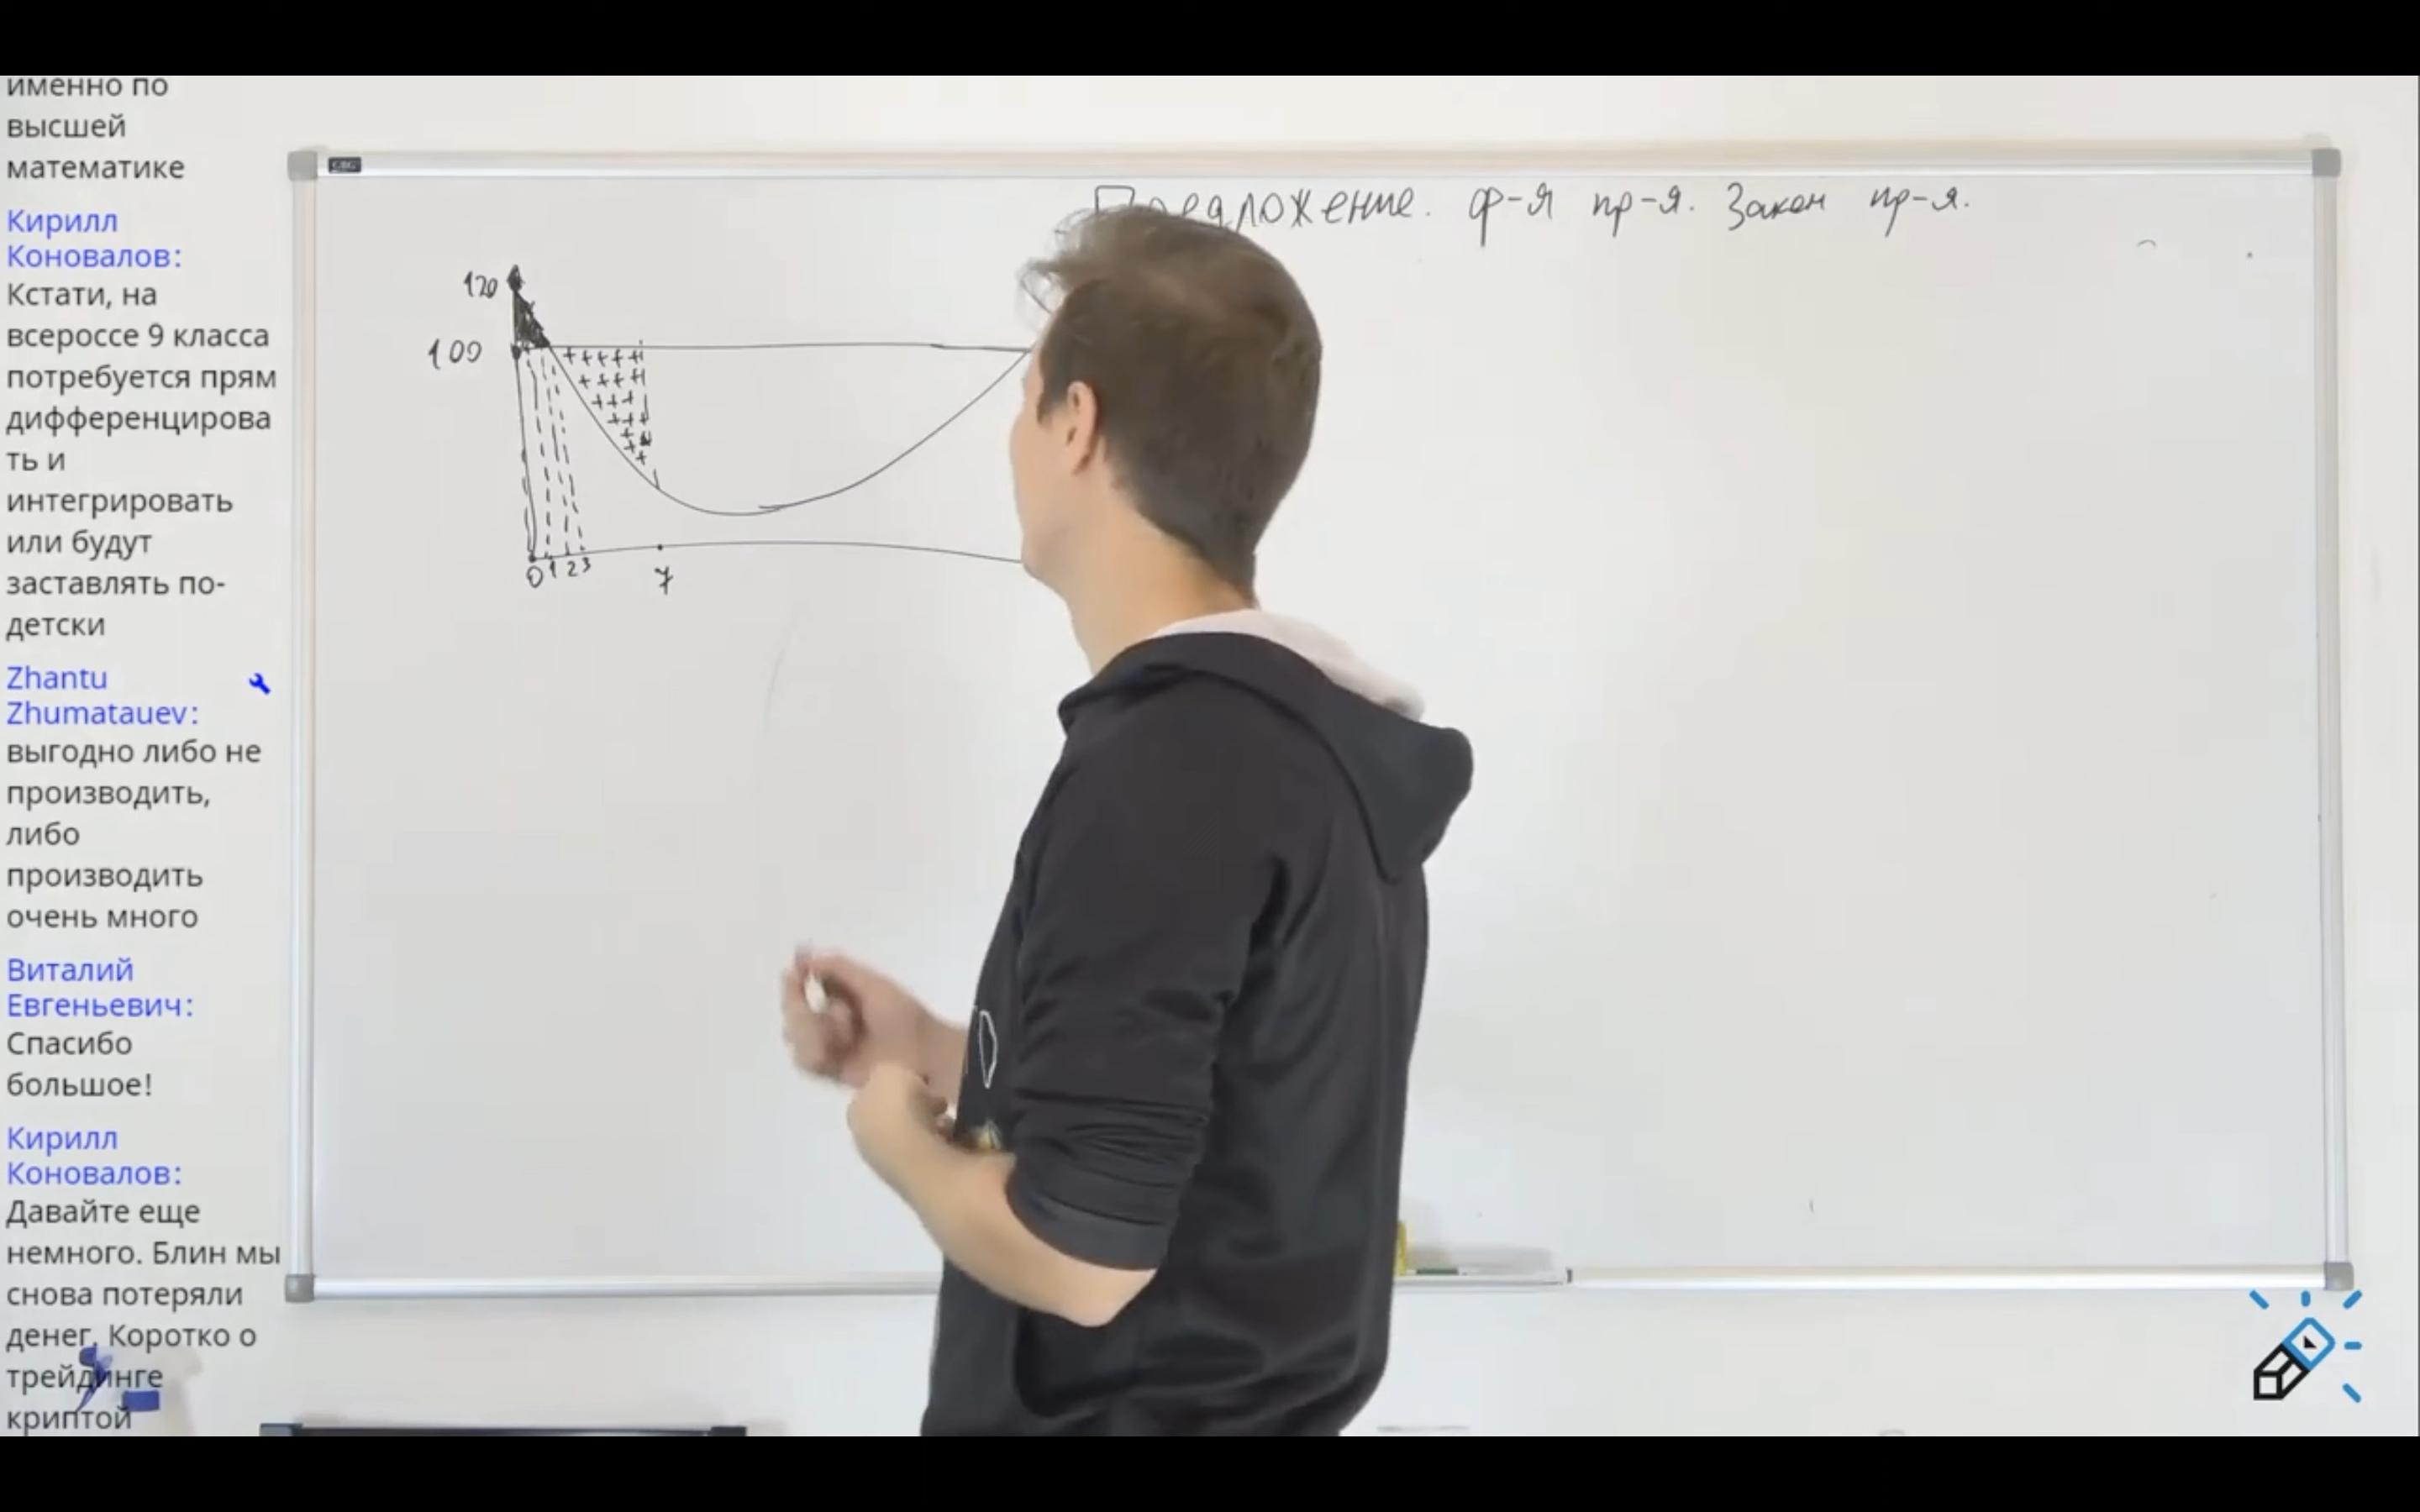 именно по
высшей
математике
Кирилл
Коновалов:
Кстати, на
всероссе 9 класса
потребуется прям
дифференцирова
ть и
интегрировать
или будут
заставлять по-
детски
Zhantu
Zhumatauev:
выгодно либо не
производить,
либо
производить
очень много
Виталий
Евгеньевич:
Спасибо
большое!
Кирилл
Коновалов:
Давайте еще
немного. Блин мы
снова потеряли
денег. Коротко о
трейдинге
криптой
Предложение. ф-я пр-я. Закон пр-я.
120
100
0 1 2 3 7